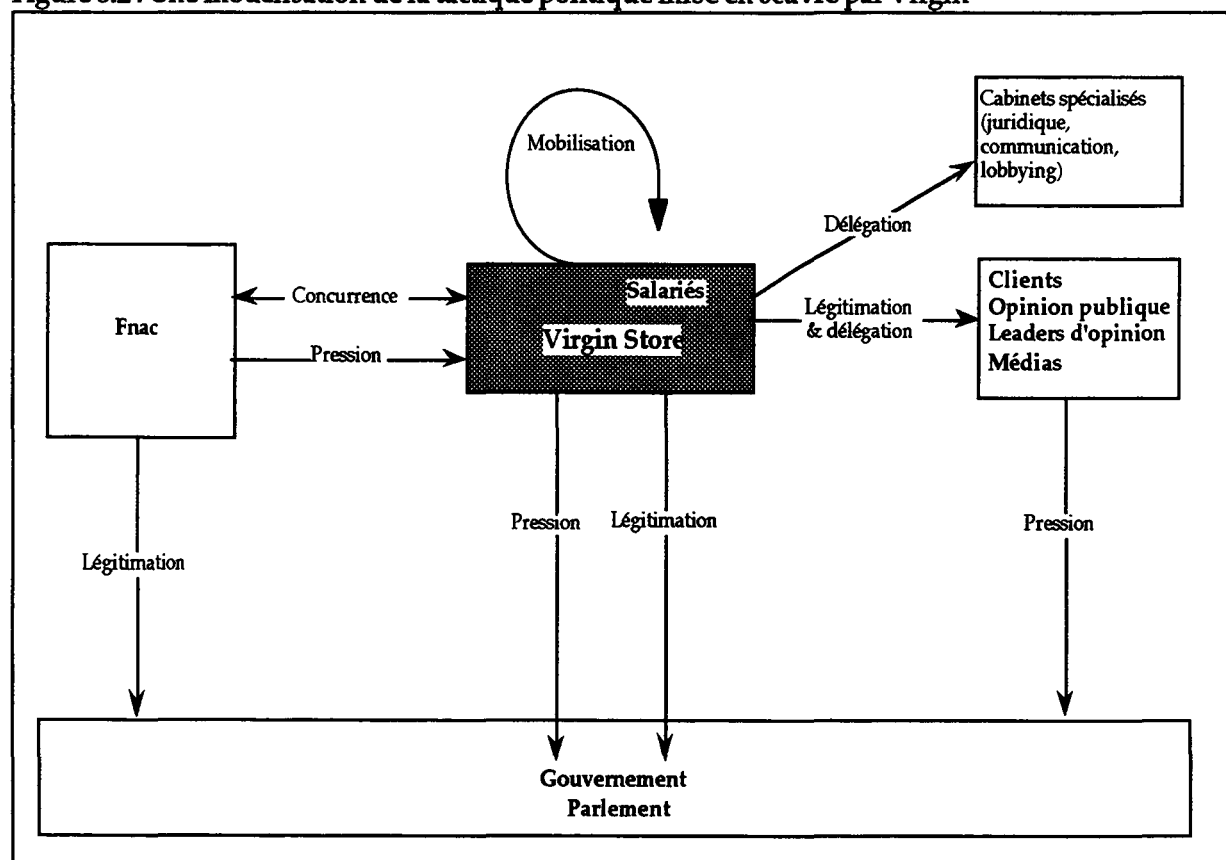 Mobilisation
Cabinets spécialisés
(juridique,
communication,
lobbying)
Délégation
Fnac
Concurrence
Pression
Salariés
Virgin Store
Légitimation
& délégation
Clients
Opinion publique
Leaders d'opinion
Médias
Légitimation
Pression
Légitimation
Pression
Gouvernement
Parlement